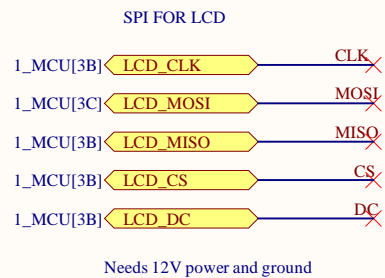 SPI FOR LCD
1_MCU[3B] LCD_CLK CLK
1_MCU[3C] LCD_MOSI MOSI
1_MCU[3B] LCD_MISO MISO
1_MCU[3B] LCD_CS CS
1_MCU[3B] LCD_DC DC
Needs 12V power and ground